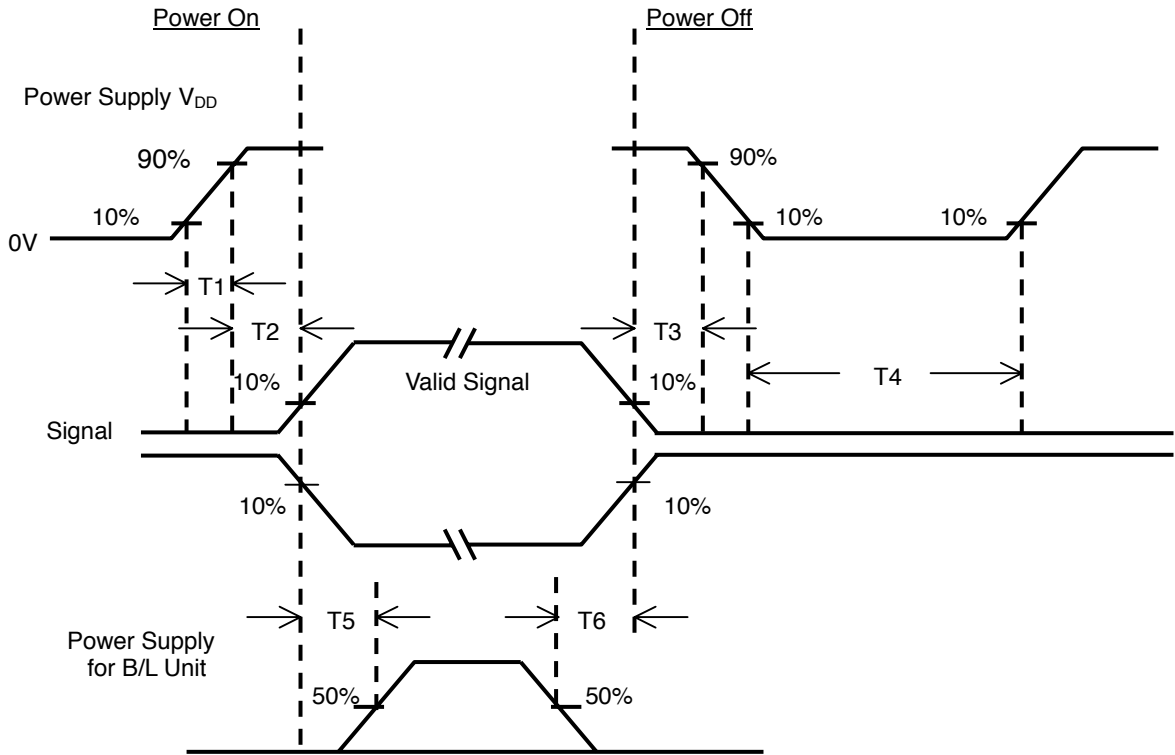 Power On
Power Off
Power Supply VDD
90%
90%
10%
10%
10%
0V
T1
T2
T3
10%
Valid Signal
10%
T4
Signal
10%
10%
T5
T6
Power Supply
for B/L Unit
50%
50%